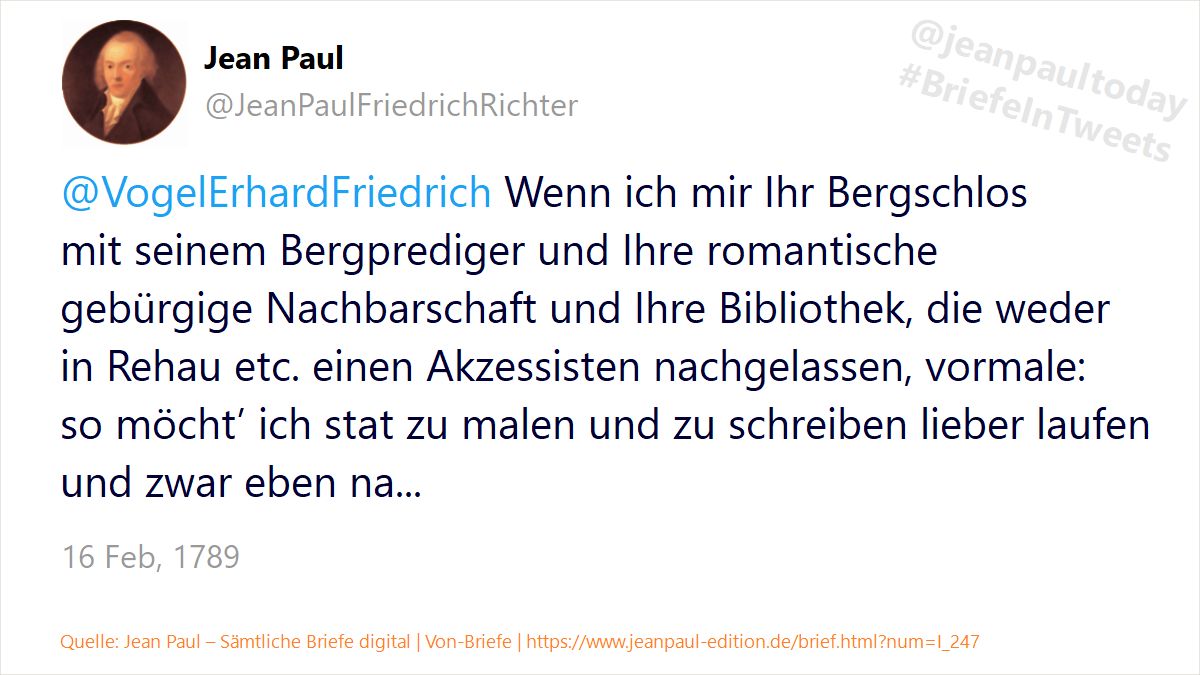 Jean Paul
@JeanPaulFriedrichRichter
@jeanpaultoday
#BriefeInTweets
@VogelErhardFriedrich Wenn ich mir Ihr Bergschlos
mit seinem Bergprediger und Ihre romantische
gebürgige Nachbarschaft und Ihre Bibliothek, die weder
in Rehau etc. einen Akzessisten nachgelassen, vormale:
so möcht’ ich stat zu malen und zu schreiben lieber laufen
und zwar eben na...
16 Feb, 1789
Quelle: Jean Paul – Sämtliche Briefe digital | Von-Briefe | https://www.jeanpaul-edition.de/brief.html?num=I_247